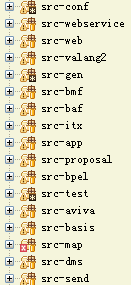 src-conf
src-webservice
src-web
src-valang2
src-gen
src-bmf
src-baf
src-itx
src-app
src-proposal
src-bpel
src-test
src-aviva
src-basis
src-map
src-dms
src-send